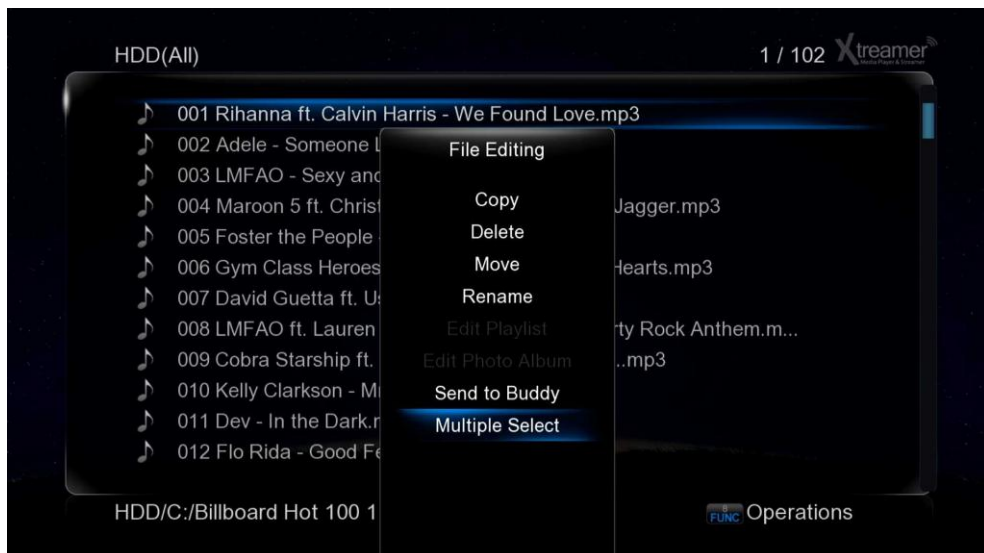 HDD(All)
1 / 102 Xtreamer
Media Player & Streamer
001 Rihanna ft. Calvin Harris - We Found Love.mp3
002 Adele - Someone L
003 LMFAO - Sexy and
004 Maroon 5 ft. Christ Jagger.mp3
005 Foster the People -
006 Gym Class Heroes Hearts.mp3
007 David Guetta ft. Us
008 LMFAO ft. Lauren rty Rock Anthem.m...
009 Cobra Starship ft. ..mp3
010 Kelly Clarkson - Mr
011 Dev - In the Dark.r
012 Flo Rida - Good Fe
File Editing
Copy
Delete
Move
Rename
Edit Playlist
Edit Photo Album
Send to Buddy
Multiple Select
HDD/C:/Billboard Hot 100 1
FUNC Operations